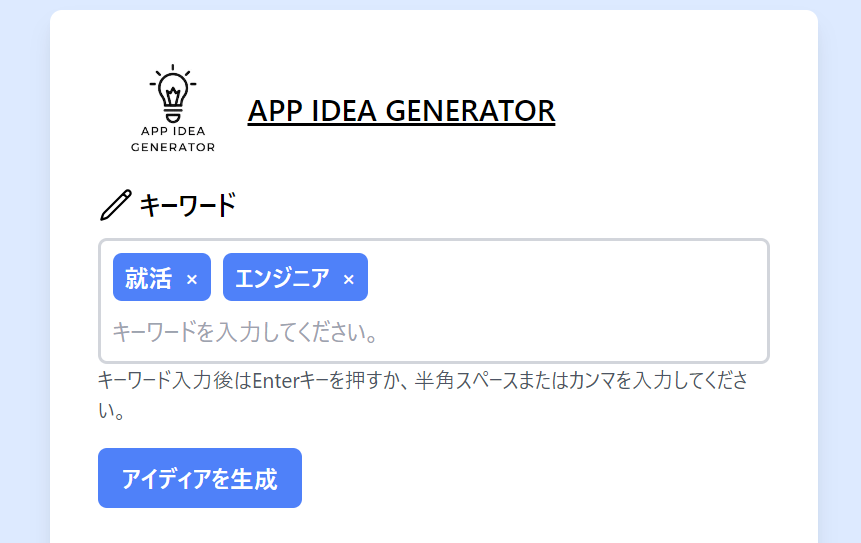 APP IDEA
GENERATOR
APP IDEA GENERATOR
キーワード
就活 × エンジニア ×
キーワードを入力してください。
キーワード入力後はEnterキーを押すか、半角スペースまたはカンマを入力してくださ
い。
アイディアを生成